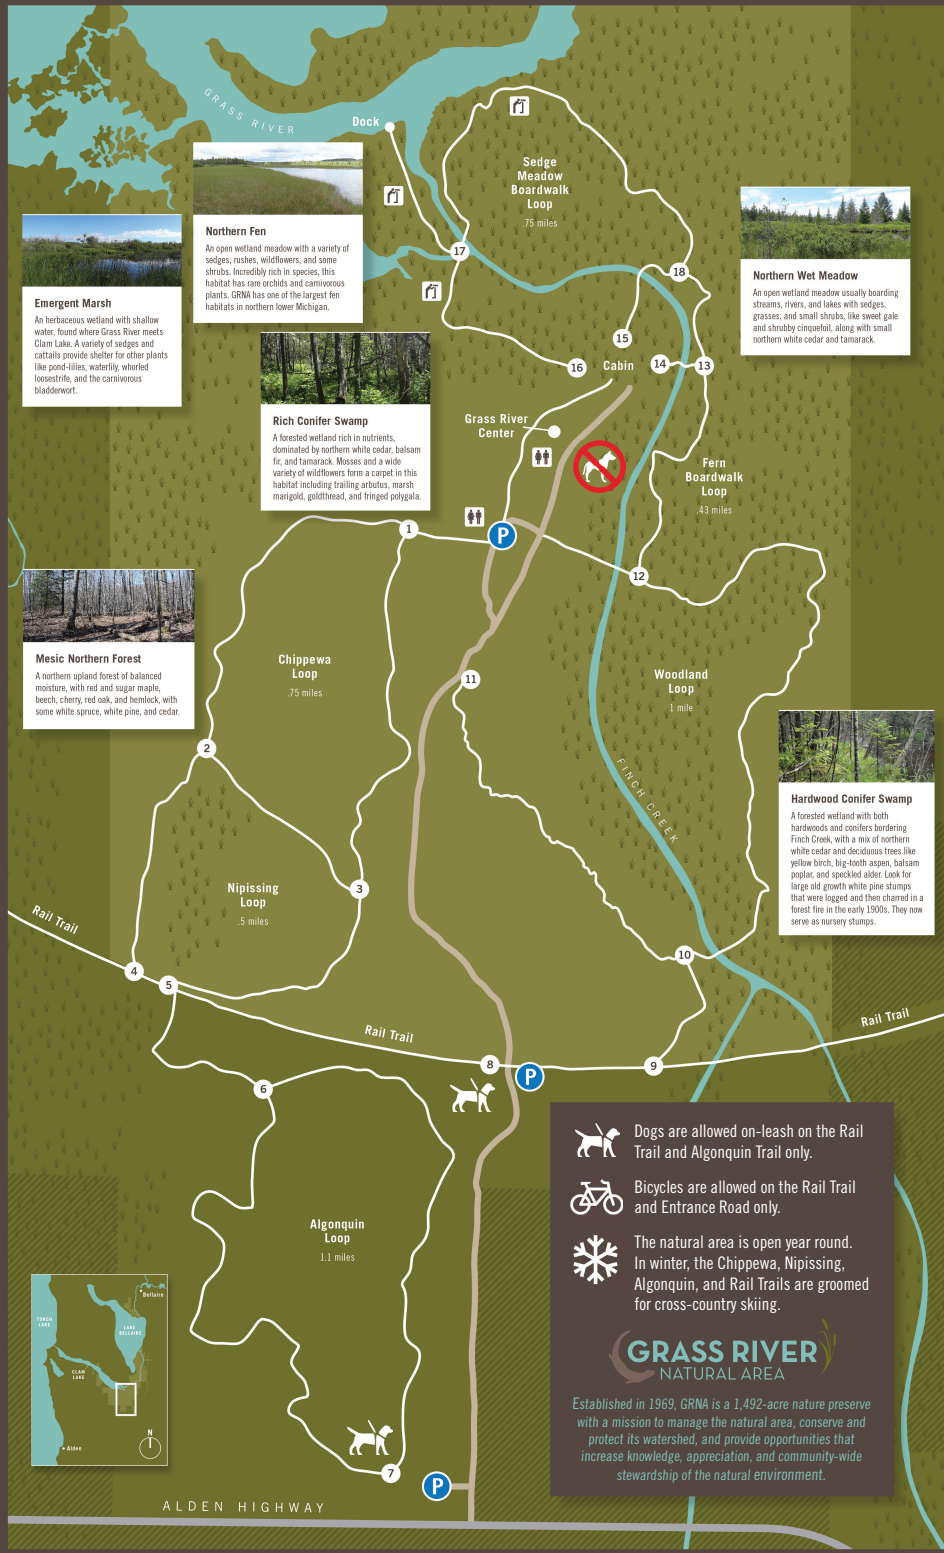 GRASS RIVER
Dock
Sedge
Meadow
Boardwalk
Loop
.75 miles
Northern Fen
An open wetland meadow with a variety of
sedges, rushes, wildflowers, and some
shrubs. Incredibly rich in species, this
habitat has rare orchids and carnivorous
plants. GRNA has one of the largest fen
habitats in northern lower Michigan.
Emergent Marsh
An herbaceous wetland with shallow
water, found where Grass River meets
Clam Lake. A variety of sedges and
cattails provide shelter for other plants
like pond-lilies, waterlily, whorled
loosestrife, and the carnivorous
bladderwort.
Northern Wet Meadow
An open wetland meadow usually boarding
streams, rivers, and lakes with sedges,
grasses, and small shrubs, like sweet gale
and shrubby cinquefoil, along with small
northern white cedar and tamarack.
17
18
15
16
Cabin
14
13
Rich Conifer Swamp
A forested wetland rich in nutrients,
dominated by northern white cedar, balsam
fir, and tamarack. Mosses and a wide
variety of wildflowers form a carpet in this
habitat including trailing arbutus, marsh
marigold, goldthread, and fringed polygala.
Grass River
Center
Fern
Boardwalk
Loop
.43 miles
1
P
12
Mesic Northern Forest
A northern upland forest of balanced
moisture, with red and sugar maple,
beech, cherry, red oak, and hemlock, with
some white spruce, white pine, and cedar.
Chippewa
Loop
.75 miles
11
Woodland
Loop
1 mile
2
FINCH CREEK
Hardwood Conifer Swamp
A forested wetland with both
hardwoods and conifers bordering
Finch Creek, with a mix of northern
white cedar and deciduous trees like
yellow birch, big-tooth aspen, balsam
poplar, and speckled alder. Look for
large old growth white pine stumps
that were logged and then charred in a
forest fire in the early 1900s. They now
serve as nursery stumps.
Nipissing
Loop
.5 miles
3
Rail Trail
4
5
10
Rail Trail
Rail Trail
8
P
9
6
Algonquin
Loop
1.1 miles
Dogs are allowed on-leash on the Rail
Trail and Algonquin Trail only.
Bicycles are allowed on the Rail Trail
and Entrance Road only.
The natural area is open year round.
In winter, the Chippewa, Nipissing,
Algonquin, and Rail Trails are groomed
for cross-country skiing.
GRASS RIVER
NATURAL AREA
Established in 1969, GRNA is a 1,492-acre nature preserve
with a mission to manage the natural area, conserve and
protect its watershed, and provide opportunities that
increase knowledge, appreciation, and community-wide
stewardship of the natural environment.
Bellaire
TORCH
LAKE
LAKE
BELLAIRE
CLAM
LAKE
N
Alden
7
P
ALDEN HIGHWAY